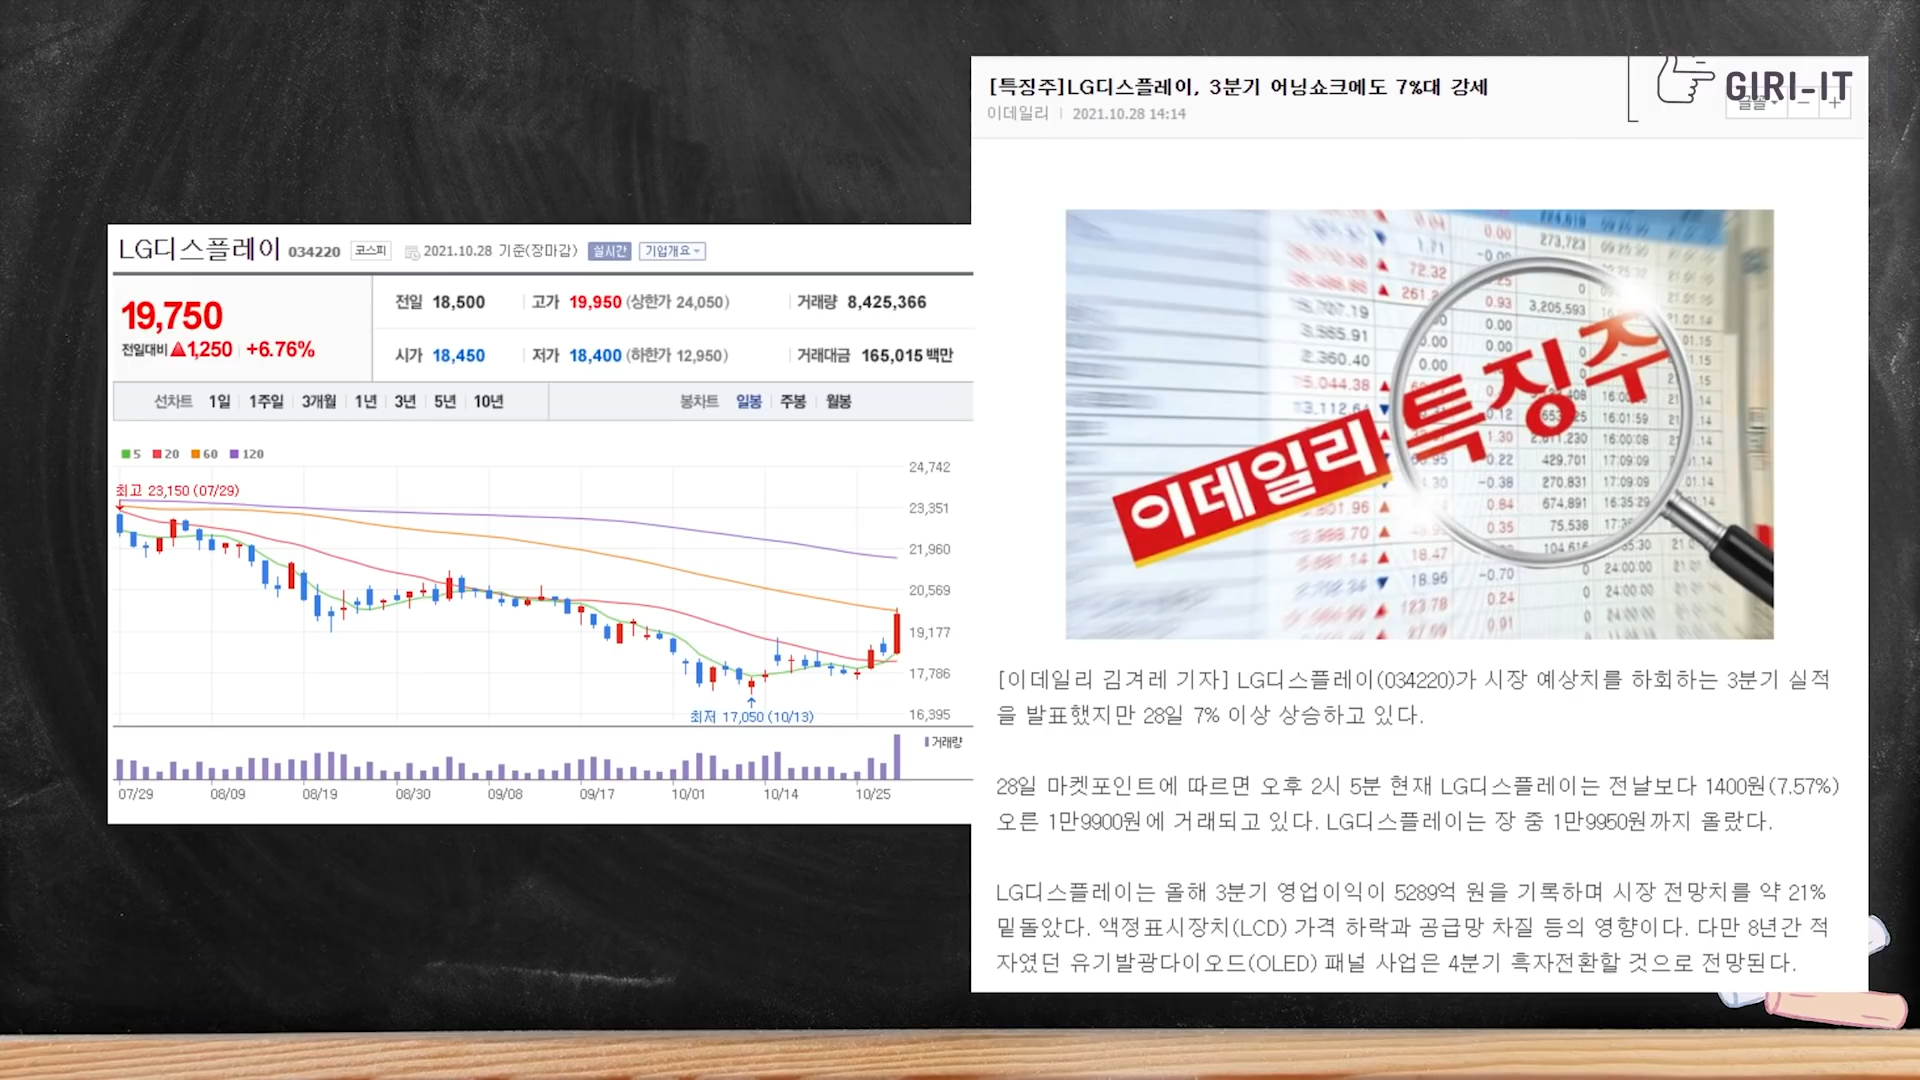 GIRI-IT
[특징주]LG디스플레이, 3분기 어닝쇼크에도 7%대 강세
이데일리 | 2021.10.28 14:14
LG디스플레이 034220 코스피 2021.10.28 기준(장마감) 실시간 기업개요
19,750
전일대비 ▲1,250 +6.76%
전일 18,500 고가 19,950 (상한가 24,050) 거래량 8,425,366
시가 18,450 저가 18,400 (하한가 12,950) 거래대금 165,015 백만
선차트 1일 1주일 3개월 1년 3년 5년 10년 봉차트 일봉 주봉 월봉
5 20 60 120
최고 23,150 (07/29)
24,742
23,351
21,960
20,569
19,177
17,786
16,395
최저 17,050 (10/13)
거래량
07/29 08/09 08/19 08/30 09/08 09/17 10/01 10/14 10/25
이데일리 특징주
[이데일리 김겨레 기자] LG디스플레이(034220)가 시장 예상치를 하회하는 3분기 실적
을 발표했지만 28일 7% 이상 상승하고 있다.
28일 마켓포인트에 따르면 오후 2시 5분 현재 LG디스플레이는 전날보다 1400원(7.57%)
오른 1만9900원에 거래되고 있다. LG디스플레이는 장 중 1만9950원까지 올랐다.
LG디스플레이는 올해 3분기 영업이익이 5289억 원을 기록하며 시장 전망치를 약 21%
밑돌았다. 액정표시장치(LCD) 가격 하락과 공급망 차질 등의 영향이다. 다만 8년간 적
자였던 유기발광다이오드(OLED) 패널 사업은 4분기 흑자전환할 것으로 전망된다.